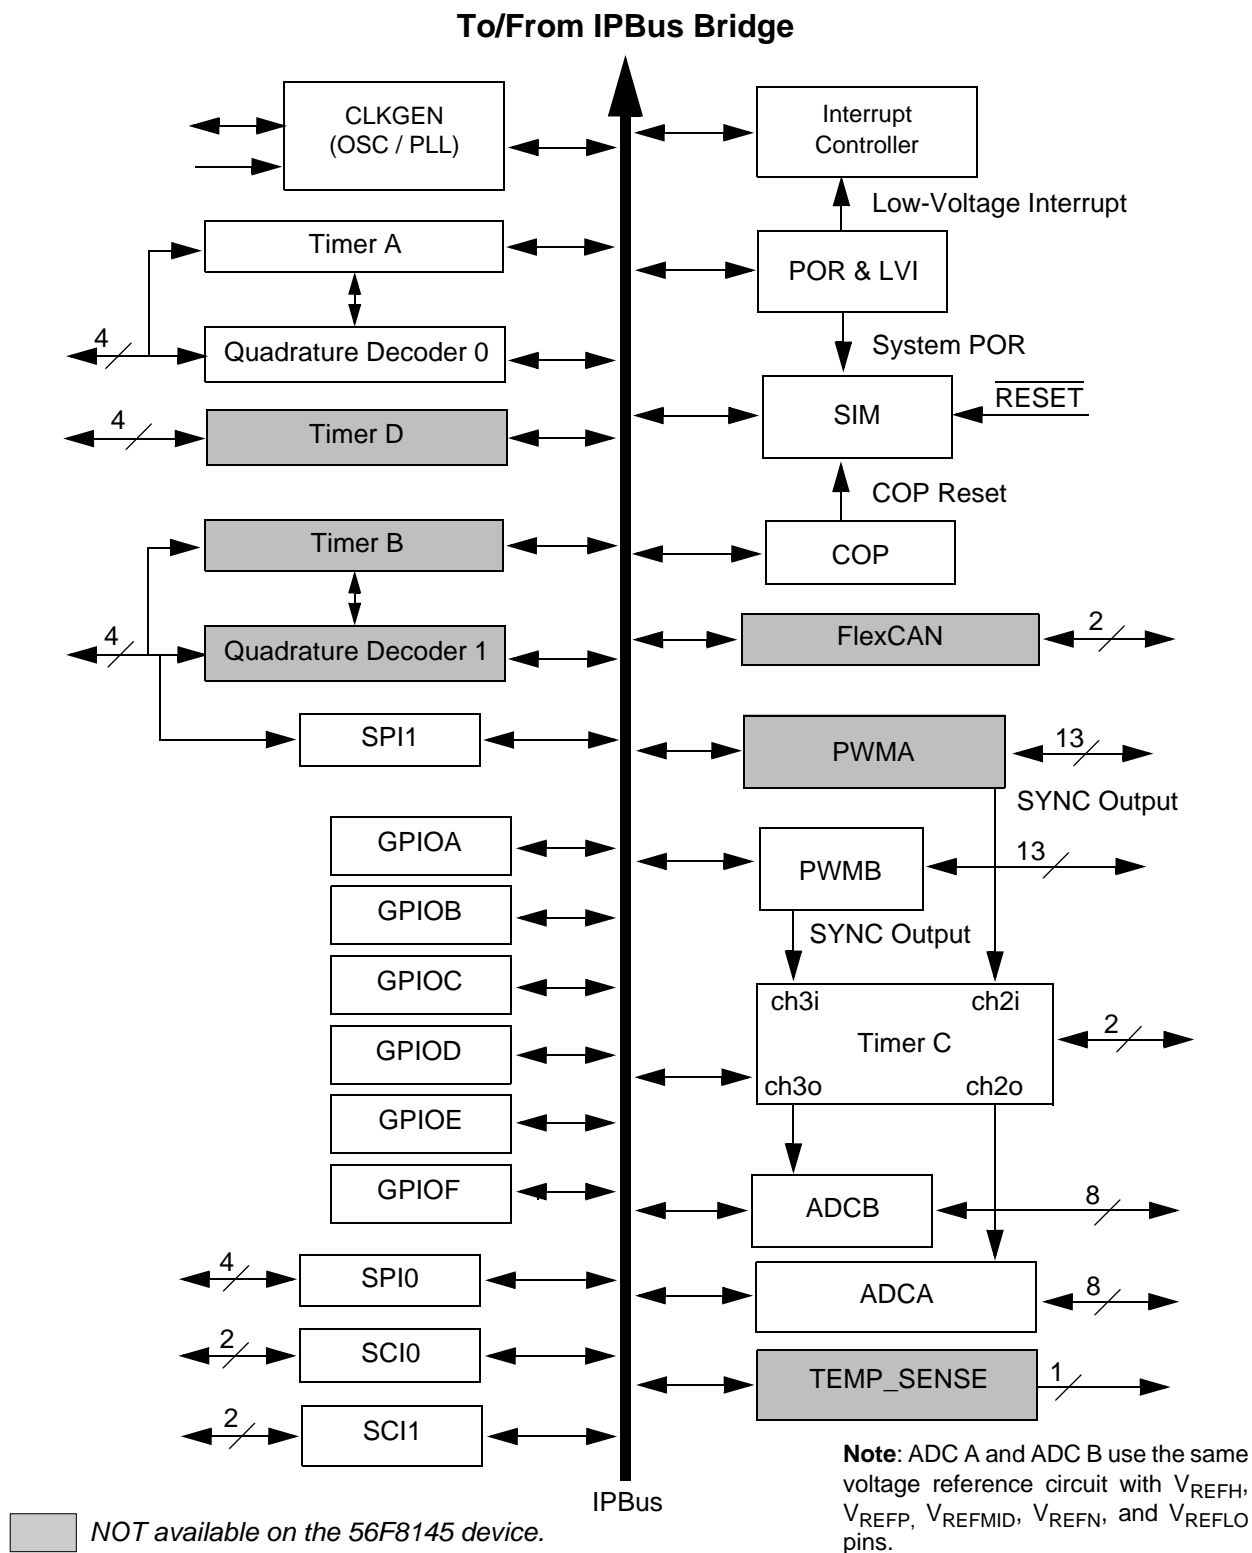 To/From IPBus Bridge
CLKGEN
(OSC / PLL)
Interrupt
Controller
Low-Voltage Interrupt
Timer A
POR & LVI
4
Quadrature Decoder 0
System POR
RESET
SIM
4
Timer D
COP Reset
Timer B
COP
4
Quadrature Decoder 1
FlexCAN
2
SPI1
PWMA
13
SYNC Output
GPIOA
PWMB
13
GPIOB
SYNC Output
GPIOC
ch3i
ch2i
GPIOD
Timer C
2
ch3o
ch2o
GPIOE
GPIOF
ADCB
8
4
SPI0
ADCA
8
2
SCI0
TEMP_SENSE
1
2
SCI1
IPBus
Note: ADC A and ADC B use the same
voltage reference circuit with VREFH,
VREFP, VREFMID, VREFN, and VREFLO
pins.
NOT available on the 56F8145 device.